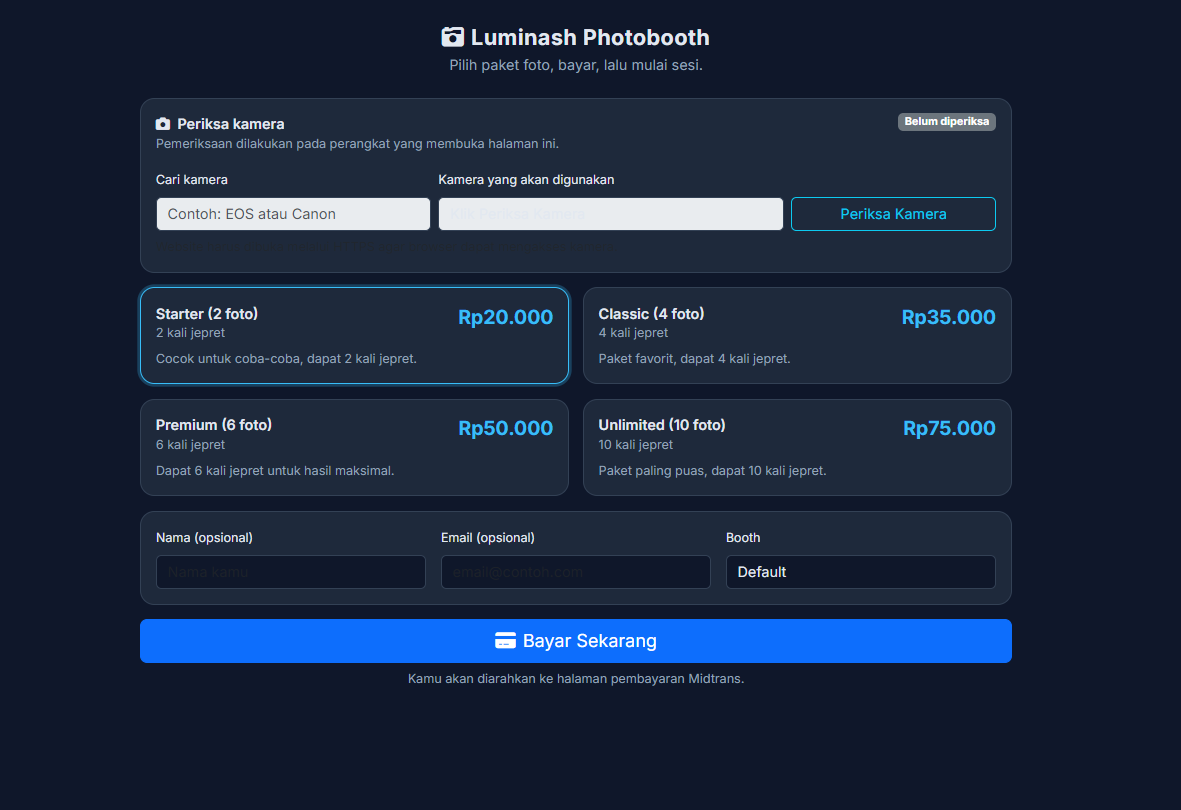 Luminash Photobooth
Pilih paket foto, bayar, lalu mulai sesi.
Periksa kamera
Belum diperiksa
Pemeriksaan dilakukan pada perangkat yang membuka halaman ini.
Cari kamera
Kamera yang akan digunakan
Contoh: EOS atau Canon
Klik Periksa Kamera
Periksa Kamera
Starter (2 foto)
Rp20.000
2 kali jepret
Cocok untuk coba-coba, dapat 2 kali jepret.
Classic (4 foto)
Rp35.000
4 kali jepret
Paket favorit, dapat 4 kali jepret.
Premium (6 foto)
Rp50.000
6 kali jepret
Dapat 6 kali jepret untuk hasil maksimal.
Unlimited (10 foto)
Rp75.000
10 kali jepret
Paket paling puas, dapat 10 kali jepret.
Nama (opsional)
Email (opsional)
Booth
Nama kamu
email@contoh.com
Default
Bayar Sekarang
Kamu akan diarahkan ke halaman pembayaran Midtrans.